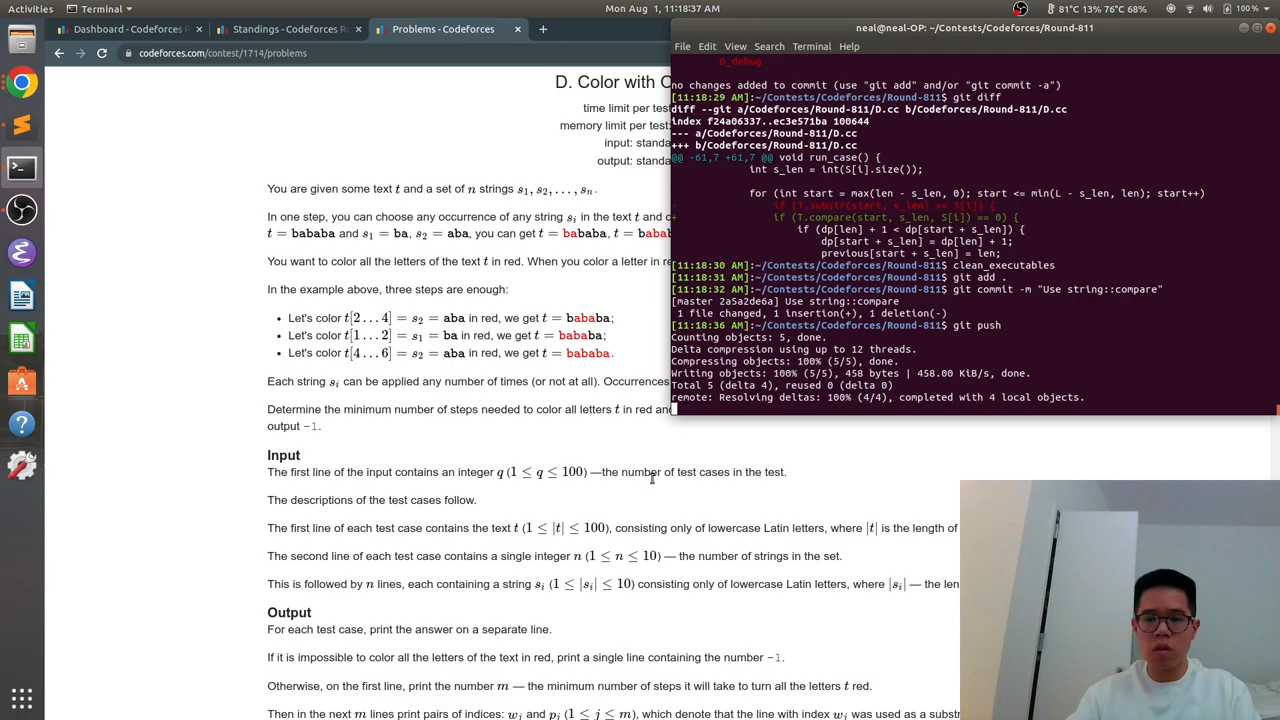 Activities
Terminal
Mon Aug 1, 11:18:37 AM
81°C 13% 76°C 68%
100 %
Dashboard - Codeforces R
Standings - Codeforces R
Problems - Codeforces
codeforces.com/contest/1714/problems
neal@neal-OP: ~/Contests/Codeforces/Round-811
File Edit View Search Terminal Help
D_debug
no changes added to commit (use "git add" and/or "git commit -a")
[11:18:29 AM]:~/Contests/Codeforces/Round-811> git diff
diff --git a/Codeforces/Round-811/D.cc b/Codeforces/Round-811/D.cc
index f24a06337..ec3e571ba 100644
--- a/Codeforces/Round-811/D.cc
+++ b/Codeforces/Round-811/D.cc
@@ -61,7 +61,7 @@ void run_case() {
int s_len = int(S[i].size());
for (int start = max(len - s_len, 0); start <= min(L - s_len, len); start++)
- if (T.substr(start, s_len) == S[i]) {
+ if (T.compare(start, s_len, S[i]) == 0) {
if (dp[len] + 1 < dp[start + s_len]) {
dp[start + s_len] = dp[len] + 1;
previous[start + s_len] = len;
[11:18:30 AM]:~/Contests/Codeforces/Round-811> clean_executables
[11:18:31 AM]:~/Contests/Codeforces/Round-811> git add .
[11:18:32 AM]:~/Contests/Codeforces/Round-811> git commit -m "Use string::compare"
[master 2a5a2de6a] Use string::compare
1 file changed, 1 insertion(+), 1 deletion(-)
[11:18:36 AM]:~/Contests/Codeforces/Round-811> git push
Counting objects: 5, done.
Delta compression using up to 12 threads.
Compressing objects: 100% (5/5), done.
Writing objects: 100% (5/5), 458 bytes | 458.00 KiB/s, done.
Total 5 (delta 4), reused 0 (delta 0)
remote: Resolving deltas: 100% (4/4), completed with 4 local objects.
D. Color with
time limit per
memory limit per test:
input:
output:
You are given some text t and a set of n strings s1, s2, …, sn.
In one step, you can choose any occurrence of any string si in the text t and
t = bababa and s1 = ba, s2 = aba, you can get t = bababa, t =
You want to color all the letters of the text t in red. When you color a letter in
In the example above, three steps are enough:
• Let's color t[2…4] = s2 = aba in red, we get t = bababa;
• Let's color t[1…2] = s1 = ba in red, we get t = bababa;
• Let's color t[4…6] = s2 = aba in red, we get t = bababa.
Each string si can be applied any number of times (or not at all). Occurrences
Determine the minimum number of steps needed to color all letters t in red and
output -1.
Input
The first line of the input contains an integer q (1 ≤ q ≤ 100) —the number of test cases in the test.
The descriptions of the test cases follow.
The first line of each test case contains the text t (1 ≤ |t| ≤ 100), consisting only of lowercase Latin letters, where |t| is the length of
The second line of each test case contains a single integer n (1 ≤ n ≤ 10) — the number of strings in the set.
This is followed by n lines, each containing a string si (1 ≤ |si| ≤ 10) consisting only of lowercase Latin letters, where |si| — the
Output
For each test case, print the answer on a separate line.
If it is impossible to color all the letters of the text in red, print a single line containing the number -1.
Otherwise, on the first line, print the number m — the minimum number of steps it will take to turn all the letters t red.
Then in the next m lines print pairs of indices: wj and pj (1 ≤ j ≤ m), which denote that the line with index wj was used as a